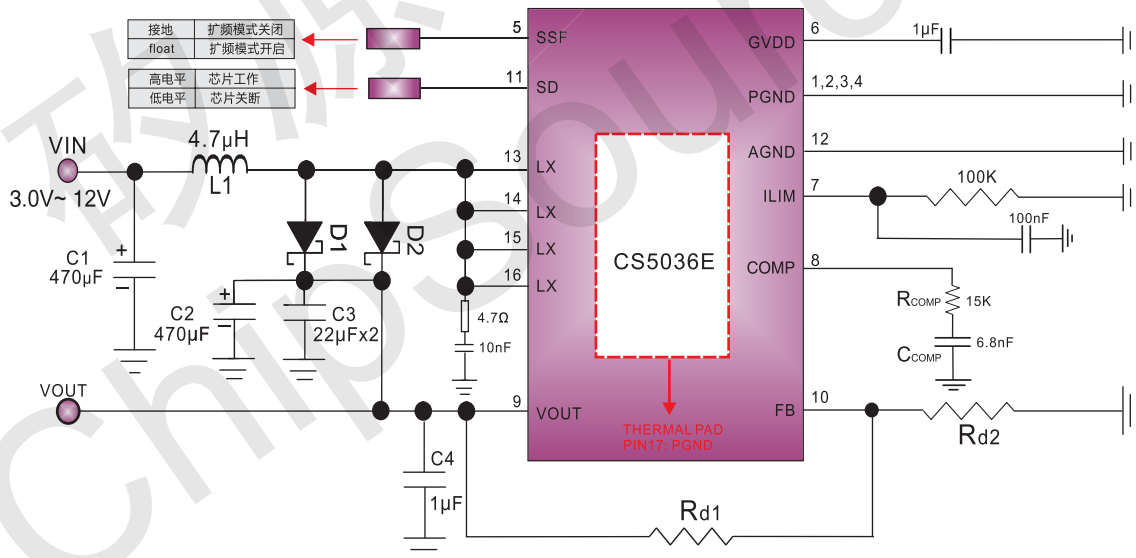 接地 扩频模式关闭
float 扩频模式开启
高电平 芯片工作
低电平 芯片关断
5 SSF
11 SD
VIN
3.0V~ 12V
4.7μH
L1
13 LX
14 LX
15 LX
16 LX
D1
D2
C1
470μF
C2
470μF
C3
22μFx2
4.7Ω
10nF
VOUT
9 VOUT
C4
1μF
CS5036E
THERMAL PAD
PIN17: PGND
GVDD 6
1μF
PGND 1,2,3,4
AGND 12
ILIM 7
100K
100nF
COMP 8
RCOMP 15K
CCOMP 6.8nF
FB 10
Rd2
Rd1
矽源
ChipSource